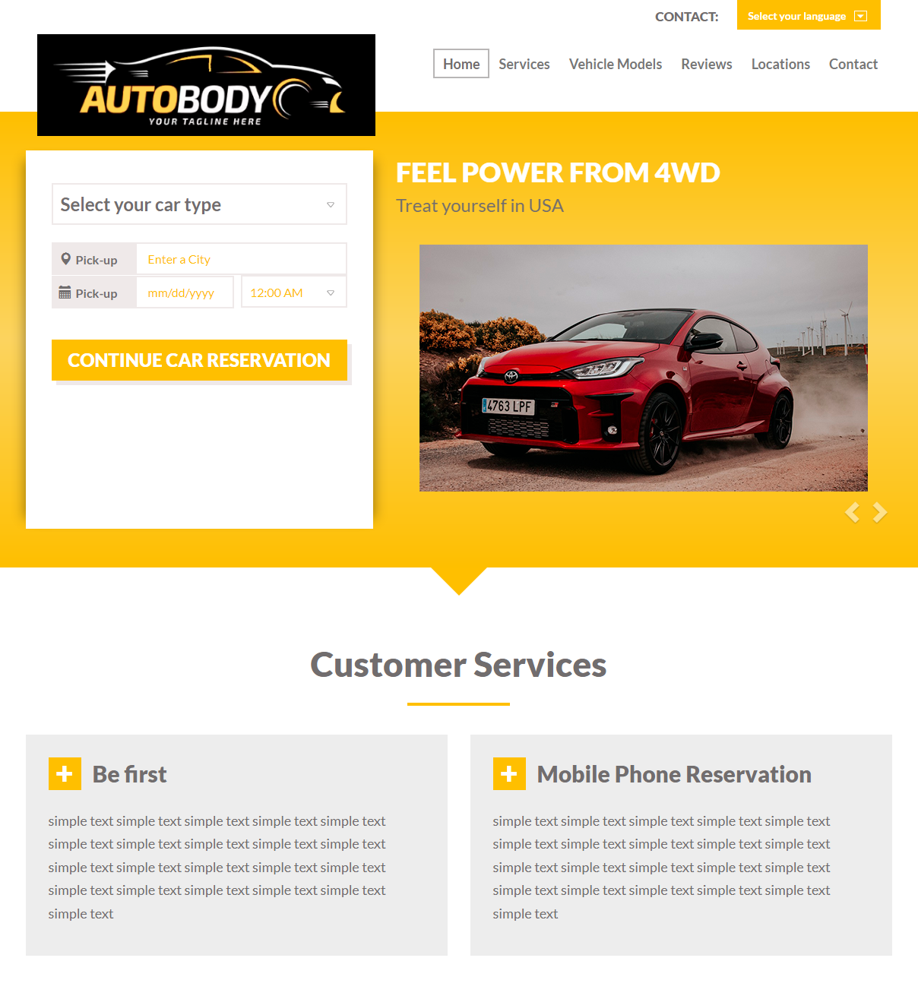 CONTACT:
Select your language
AUTOBODY
YOUR TAGLINE HERE
Home Services Vehicle Models Reviews Locations Contact
Select your car type
Pick-up Enter a City
Pick-up mm/dd/yyyy 12:00 AM
CONTINUE CAR RESERVATION
FEEL POWER FROM 4WD
Treat yourself in USA
4763 LPF
Customer Services
Be first
simple text simple text simple text simple text simple text
simple text simple text simple text simple text simple text
simple text simple text simple text simple text simple text
simple text simple text simple text simple text simple text
simple text
Mobile Phone Reservation
simple text simple text simple text simple text simple text
simple text simple text simple text simple text simple text
simple text simple text simple text simple text simple text
simple text simple text simple text simple text simple text
simple text